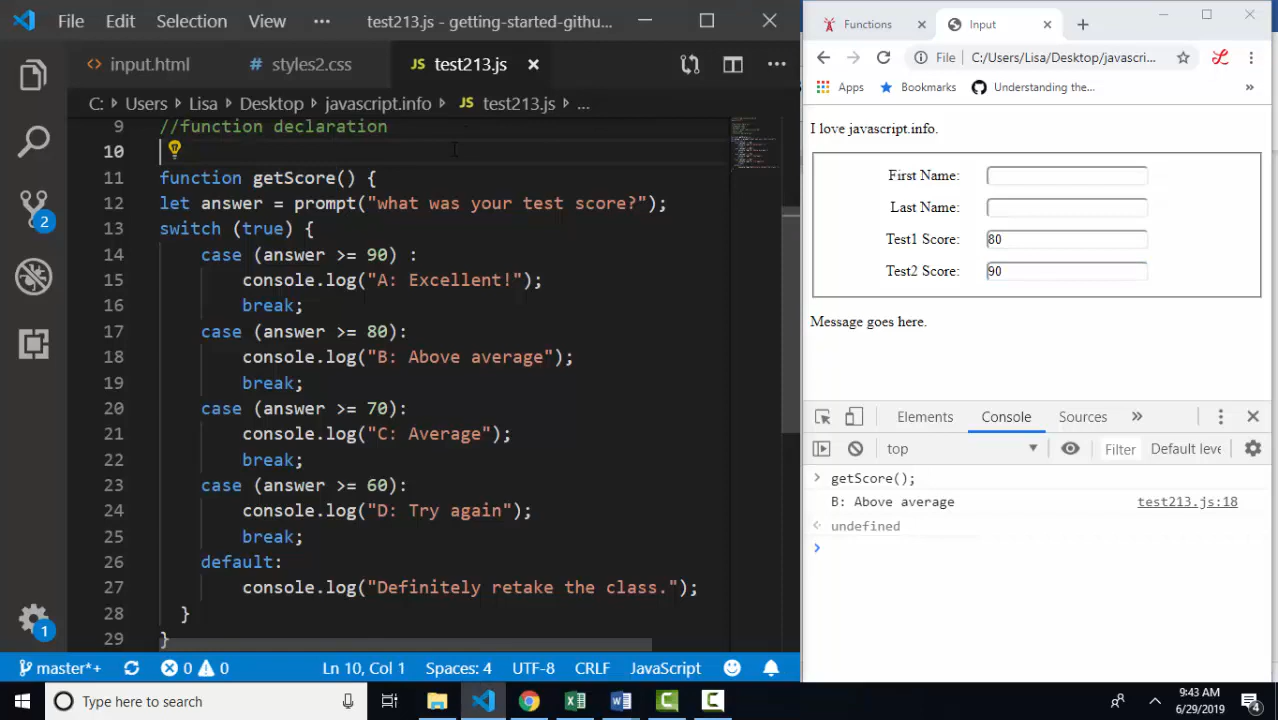 File Edit Selection View ··· test213.js - getting-started-githu...
input.html styles2.css JS test213.js
C: Users Lisa Desktop javascript.info JS test213.js ...
9 //function declaration
10
11 function getScore() {
12 let answer = prompt("what was your test score?");
13 switch (true) {
14 case (answer >= 90) :
15 console.log("A: Excellent!");
16 break;
17 case (answer >= 80):
18 console.log("B: Above average");
19 break;
20 case (answer >= 70):
21 console.log("C: Average");
22 break;
23 case (answer >= 60):
24 console.log("D: Try again");
25 break;
26 default:
27 console.log("Definitely retake the class.");
28 }
29 }
2
1
master*+ 0 0 Ln 10, Col 1 Spaces: 4 UTF-8 CRLF JavaScript
Functions Input
File C:/Users/Lisa/Desktop/javascri...
Apps Bookmarks Understanding the...
I love javascript.info.
First Name:
Last Name:
Test1 Score: 80
Test2 Score: 90
Message goes here.
Elements Console Sources
top Filter Default leve
getScore();
B: Above average test213.js:18
undefined
Type here to search
9:43 AM
6/29/2019
4